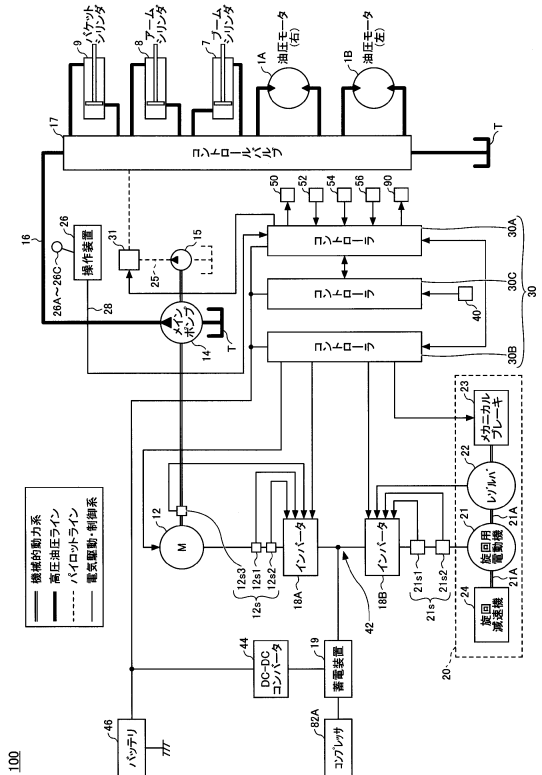 100
機械的動力系
高圧油圧ライン
パイロットライン
電気駆動・制御系
9
バケット
シリンダ
8
アーム
シリンダ
7
ブーム
シリンダ
1A
油圧モータ
(右)
1B
油圧モータ
(左)
17
コントロールバルブ
T
16
26A~26C
26
操作装置
28
31
25
15
メイン
ポンプ
14
T
50
52
54
56
90
コントローラ
30A
コントローラ
30C
40
コントローラ
30B
30
12
M
12s3
12s1
12s2
12s
インバータ
18A
インバータ
18B
42
21s1
21s2
21s
23
メカニカル
ブレーキ
22
レゾルバ
21A
21
旋回用
電動機
21A
24
旋回
減速機
20
46
バッテリ
44
DC-DC
コンバータ
19
蓄電装置
82A
コンプレッサ